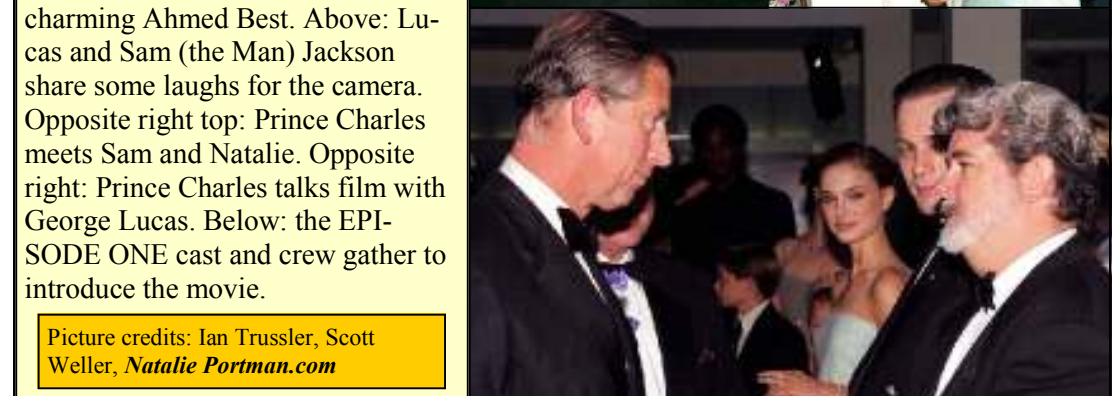 charming Ahmed Best. Above: Lu-
cas and Sam (the Man) Jackson
share some laughs for the camera.
Opposite right top: Prince Charles
meets Sam and Natalie. Opposite
right: Prince Charles talks film with
George Lucas. Below: the EPI-
SODE ONE cast and crew gather to
introduce the movie.
Picture credits: Ian Trussler, Scott
Weller, Natalie Portman.com